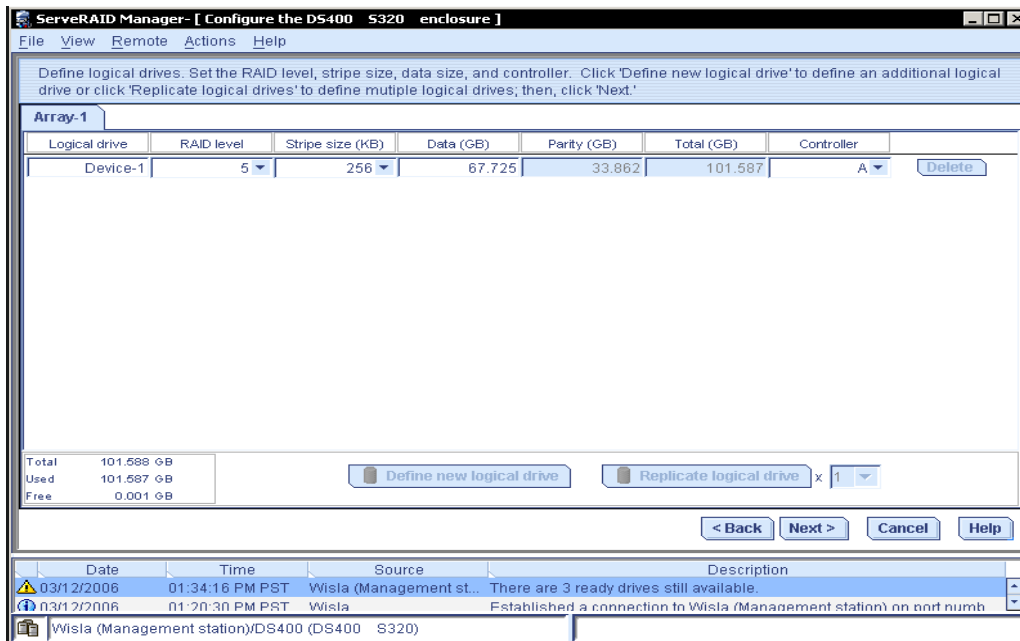 ServeRAID Manager- [ Configure the DS400 S320 enclosure ]
File View Remote Actions Help
Define logical drives. Set the RAID level, stripe size, data size, and controller. Click 'Define new logical drive' to define an additional logical
drive or click 'Replicate logical drives' to define mutiple logical drives; then, click 'Next.'
Array-1
Logical drive RAID level Stripe size (KB) Data (GB) Parity (GB) Total (GB) Controller
Device-1 5 256 67.725 33.862 101.587 A Delete
Total 101.588 GB
Used 101.587 GB
Free 0.001 GB
Define new logical drive Replicate logical drive x 1
< Back Next > Cancel Help
Date Time Source Description
03/12/2006 01:34:16 PM PST Wisla (Management st... There are 3 ready drives still available.
03/12/2006 01:20:30 PM PST Wisla Established a connection to Wisla (Management station) on port numb
Wisla (Management station)/DS400 (DS400 S320)